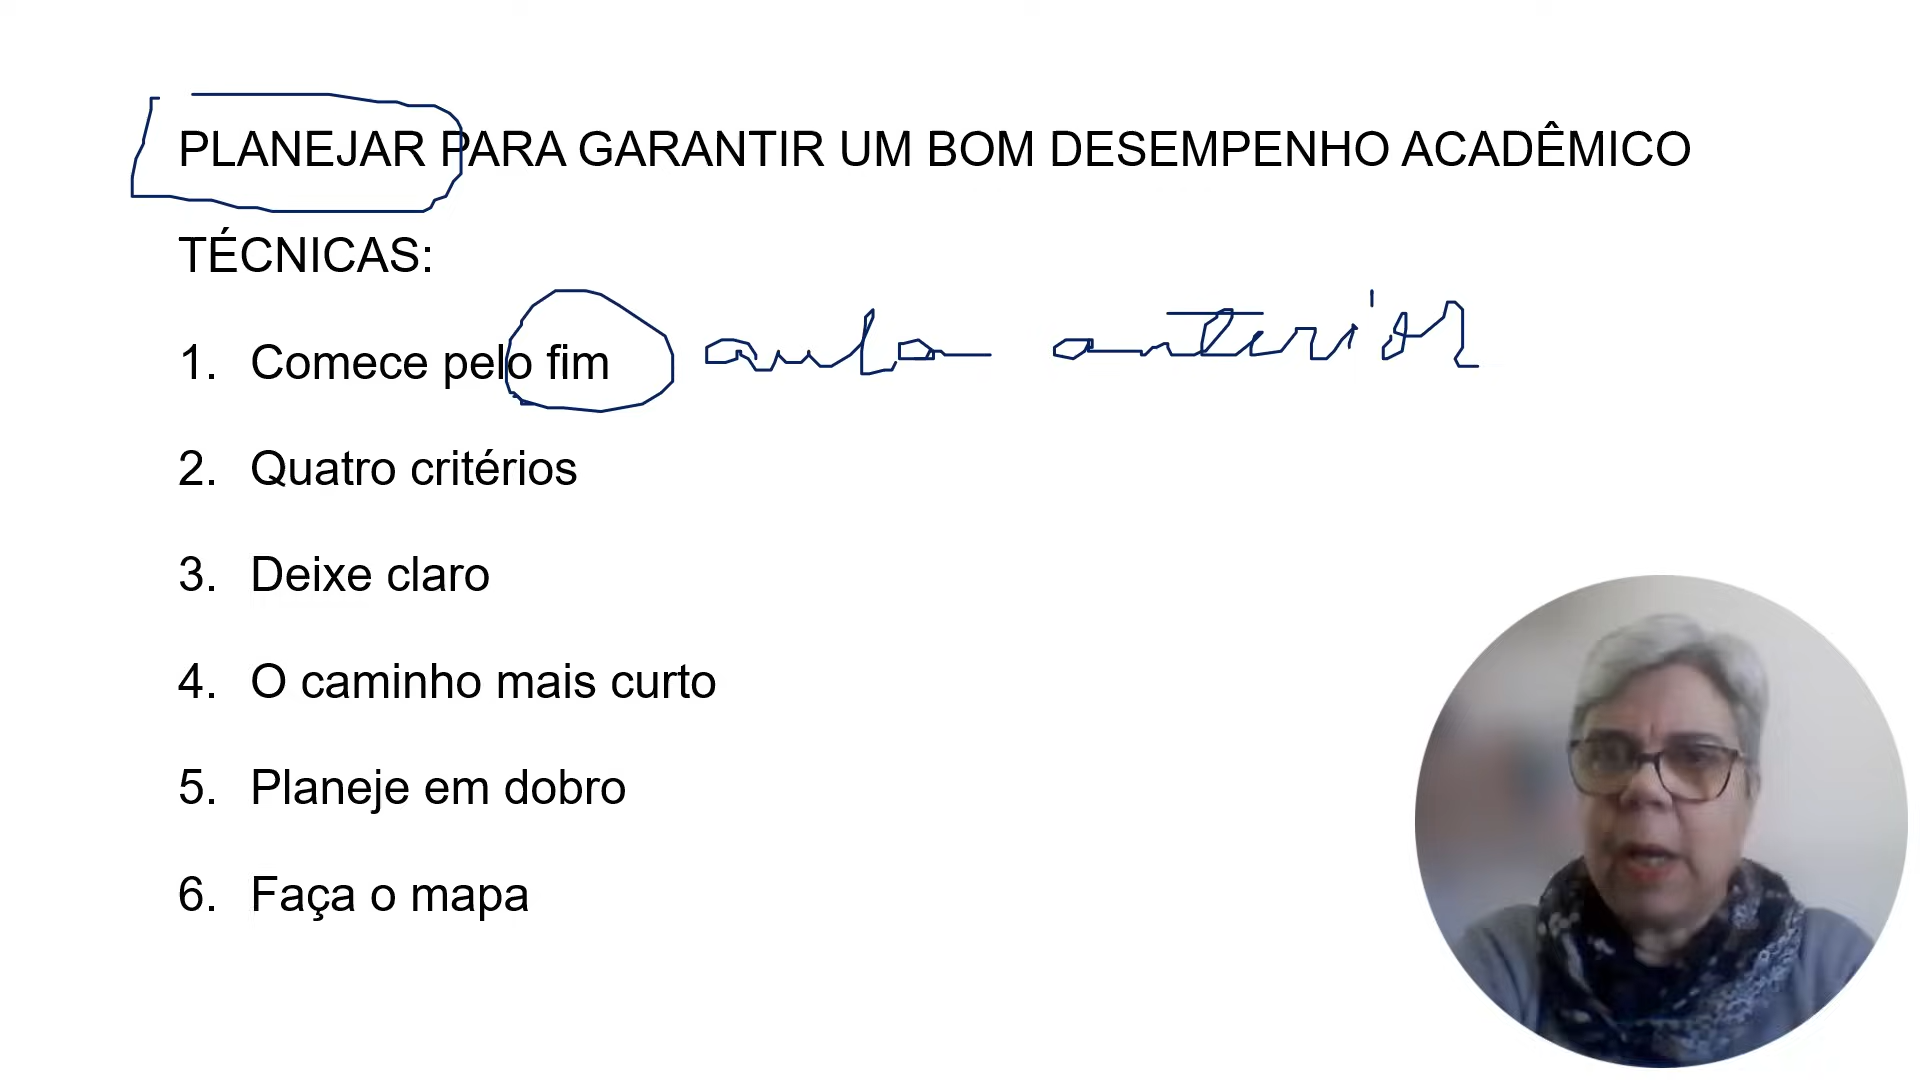 PLANEJAR PARA GARANTIR UM BOM DESEMPENHO ACADÊMICO
TÉCNICAS:
1. Comece pelo fim aula anterior
2. Quatro critérios
3. Deixe claro
4. O caminho mais curto
5. Planeje em dobro
6. Faça o mapa